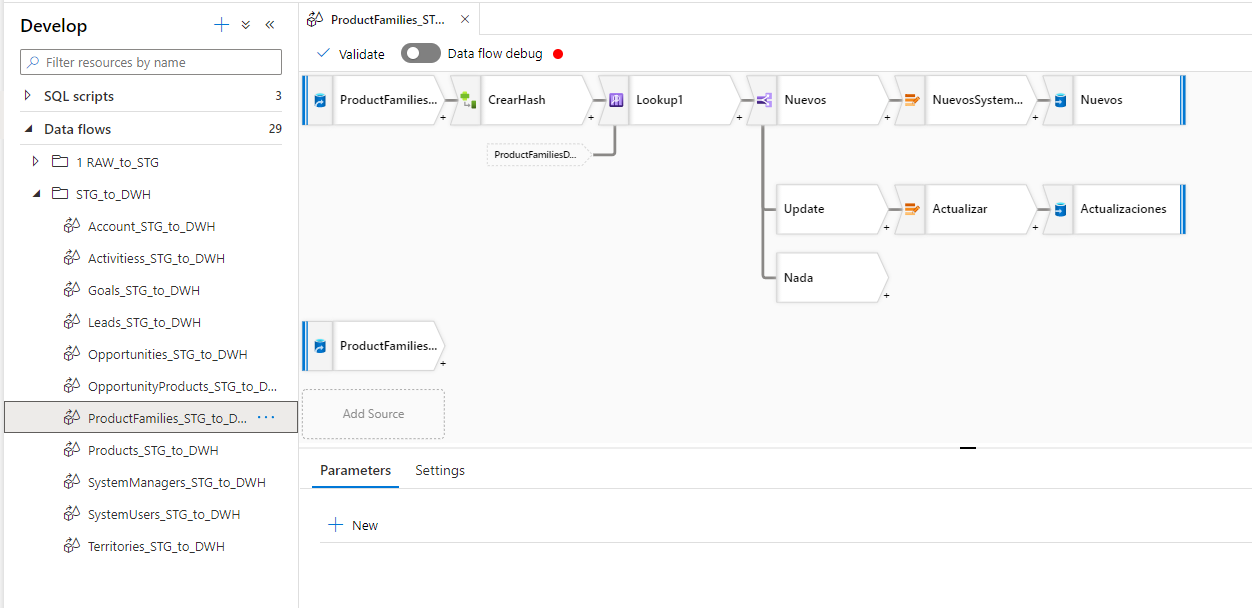 Develop
Filter resources by name
SQL scripts 3
Data flows 29
1 RAW_to_STG
STG_to_DWH
Account_STG_to_DWH
Activitiess_STG_to_DWH
Goals_STG_to_DWH
Leads_STG_to_DWH
Opportunities_STG_to_DWH
OpportunityProducts_STG_to_D...
ProductFamilies_STG_to_D... ...
Products_STG_to_DWH
SystemManagers_STG_to_DWH
SystemUsers_STG_to_DWH
Territories_STG_to_DWH
ProductFamilies_ST...
Validate Data flow debug
ProductFamilies... CrearHash Lookup1 Nuevos NuevosSystem... Nuevos
ProductFamiliesD...
Update Actualizar Actualizaciones
Nada
ProductFamilies...
Add Source
Parameters Settings
New